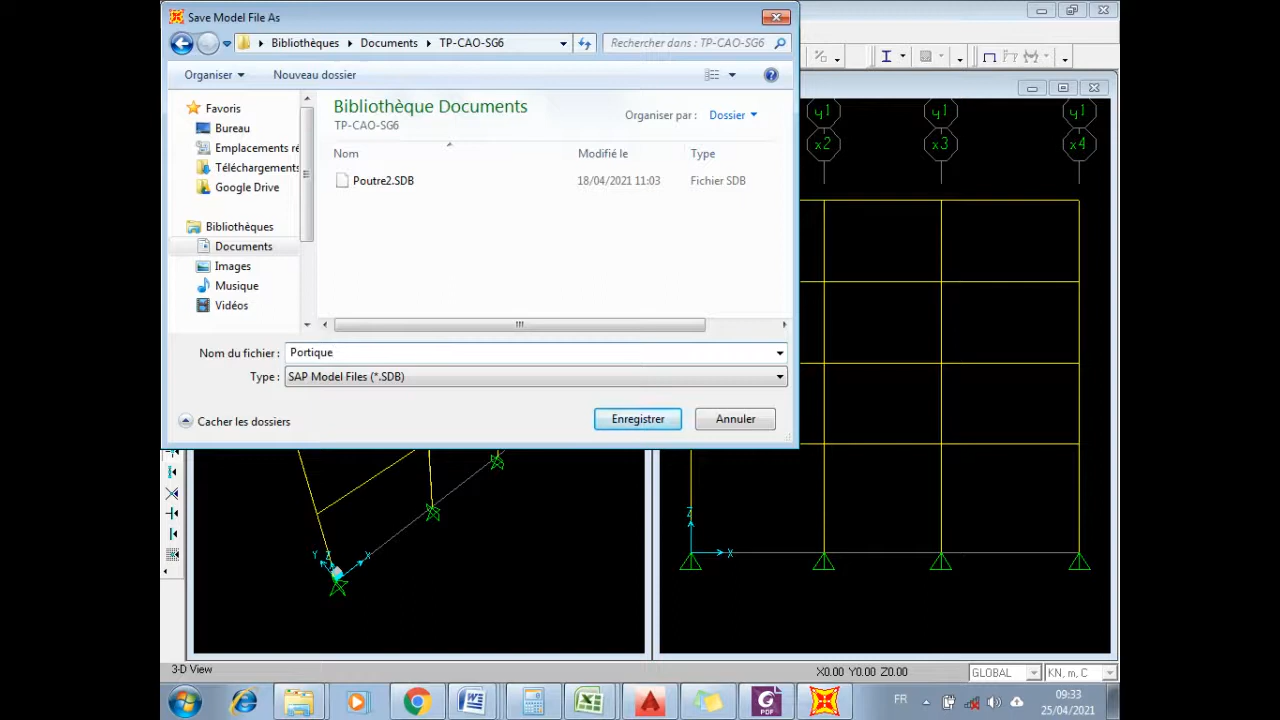 Save Model File As
Bibliothèques Documents TP-CAO-SG6
Rechercher dans : TP-CAO-SG6
Organiser Nouveau dossier
Favoris
Bureau
Emplacements ré
Téléchargements
Google Drive
Bibliothèques
Documents
Images
Musique
Vidéos
Bibliothèque Documents
TP-CAO-SG6
Organiser par : Dossier
Nom Modifié le Type
Poutre2.SDB 18/04/2021 11:03 Fichier SDB
Nom du fichier : Portique
Type : SAP Model Files (*.SDB)
Cacher les dossiers
Enregistrer Annuler
y1 y1 y1
x2 x3 x4
Z
X
Y Z X
3-D View
X0.00 Y0.00 Z0.00
GLOBAL
KN, m, C
FR
09:33
25/04/2021
PDF